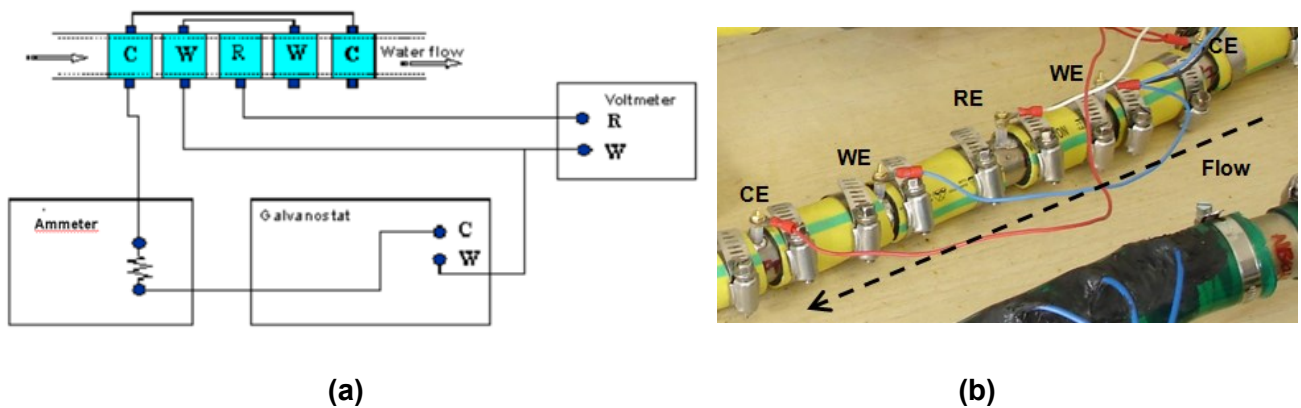 C W R W C
Water flow
Voltmeter
R
W
Ammeter
Galvanostat
C
W
CE
WE
RE
WE
CE
Flow
(a)
(b)